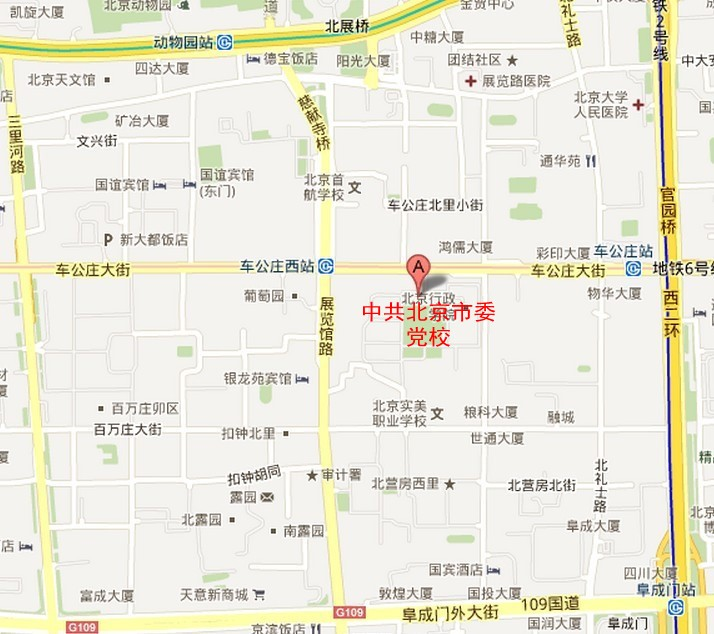 凯旋大厦
北京动物园
道
北展桥
金贸中心
北礼士路
铁2号线
动物园站
中糖大厦
德宝饭店
阳光大厦
团结社区
中大安
北京天文馆
四达大厦
展览路医院
北京大学
人民医院
店
慈献寺桥
三里河路
矿冶大厦
文兴街
通华苑
国谊宾馆
国谊宾馆
(东门)
北京首
航学校
车公庄北里小街
官园桥
新大都饭店
鸿儒大厦
彩印大厦
车公庄站
车公庄大街
车公庄西站
A
车公庄大街
地铁6号线
葡萄园
展览馆路
北京行政
物华大厦
西二环
中共北京市委
党校
银龙苑宾馆
百万庄卯区
百万庄大街
扣钟北里
北京实美
职业学校
粮科大厦
融城
世通大厦
扣钟胡同
审计署
北营房西里
北营房北街
北礼士路
露园
北露园
南露园
阜成大厦
国宾酒店
四川大厦
阜成门站
富成大厦
天意新商城
敦煌大厦
国投大厦
G109
G109
阜成门外大街
109国道
京滨饭店
国润大厦
阜成门